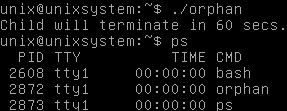 unix@unixsystem:~$ ./orphan
Child will terminate in 60 secs.
unix@unixsystem:~$ ps
  PID TTY          TIME CMD
 2608 tty1     00:00:00 bash
 2872 tty1     00:00:00 orphan
 2873 tty1     00:00:00 ps